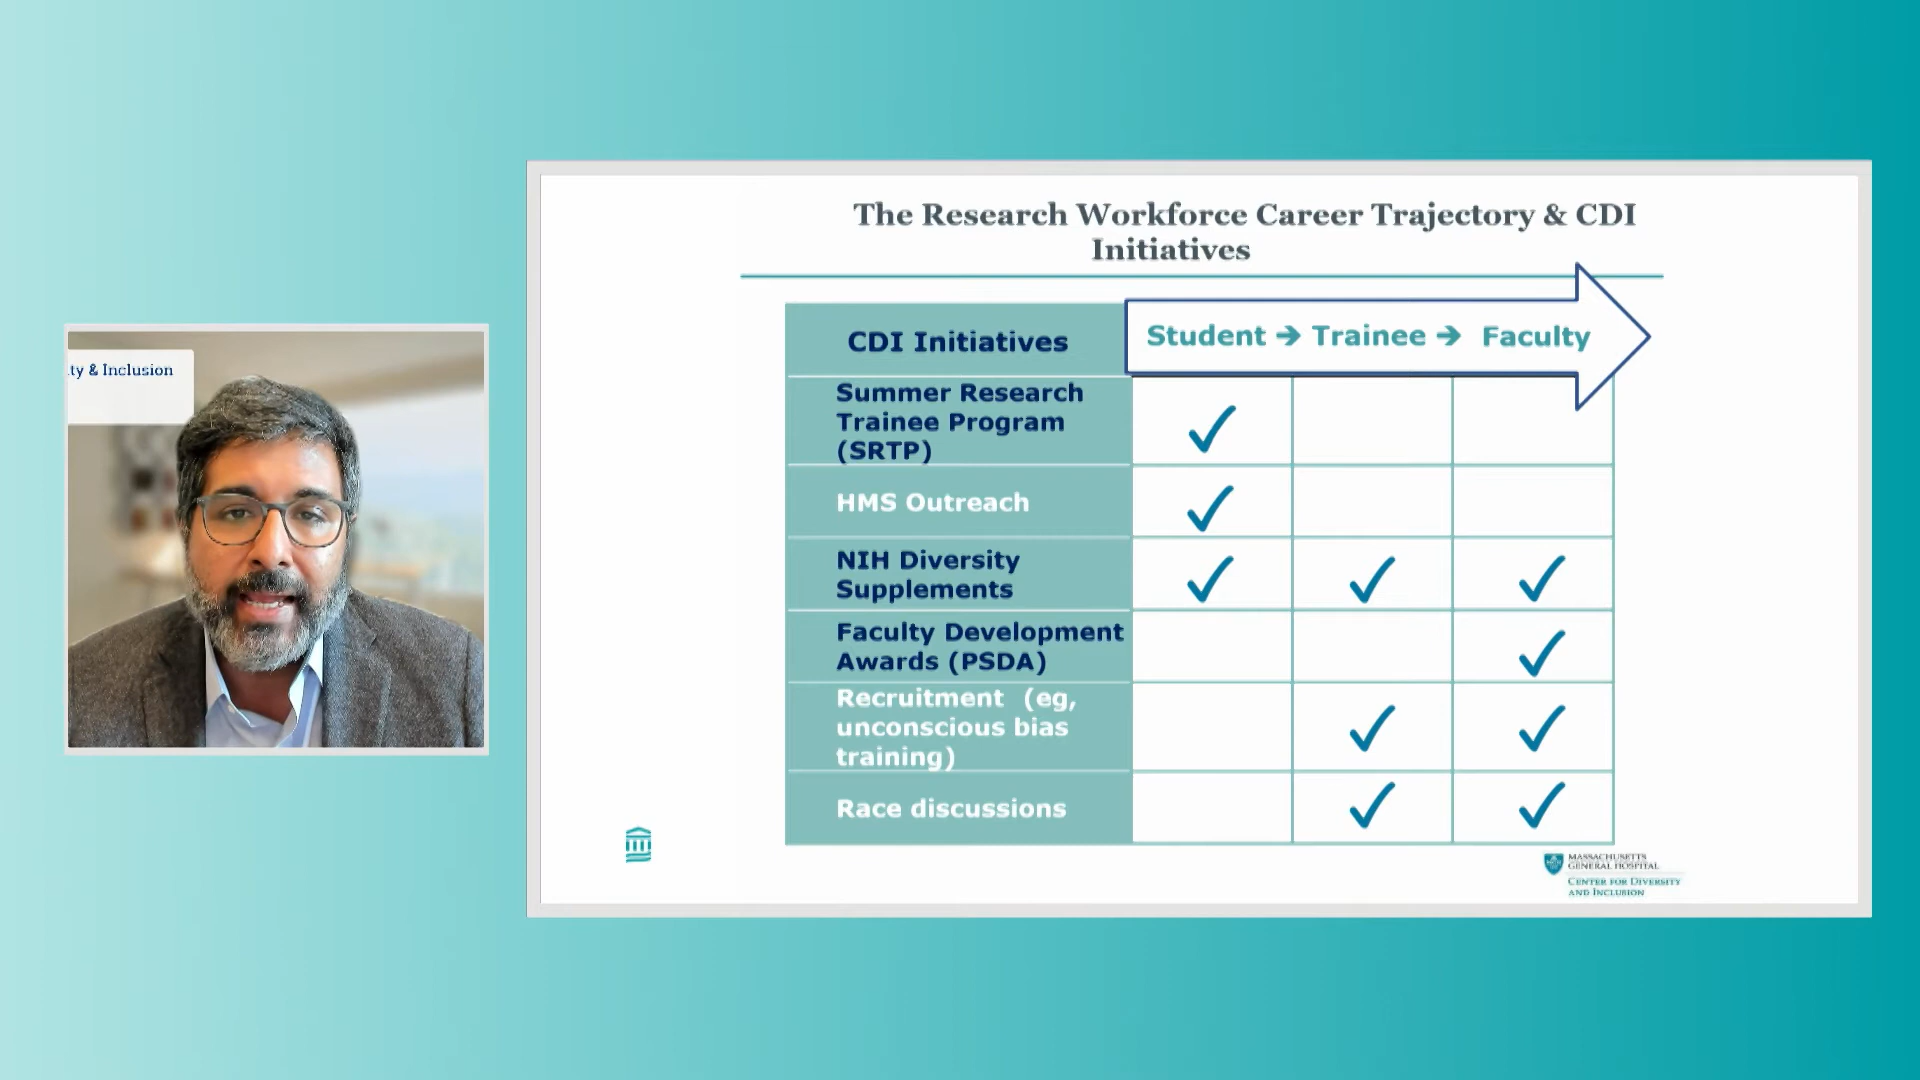 ty & Inclusion
The Research Workforce Career Trajectory & CDI
Initiatives
CDI Initiatives
Student → Trainee → Faculty
Summer Research
Trainee Program
(SRTP)
HMS Outreach
NIH Diversity
Supplements
Faculty Development
Awards (PSDA)
Recruitment (eg,
unconscious bias
training)
Race discussions
MASSACHUSETTS
GENERAL HOSPITAL
CENTER FOR DIVERSITY
AND INCLUSION